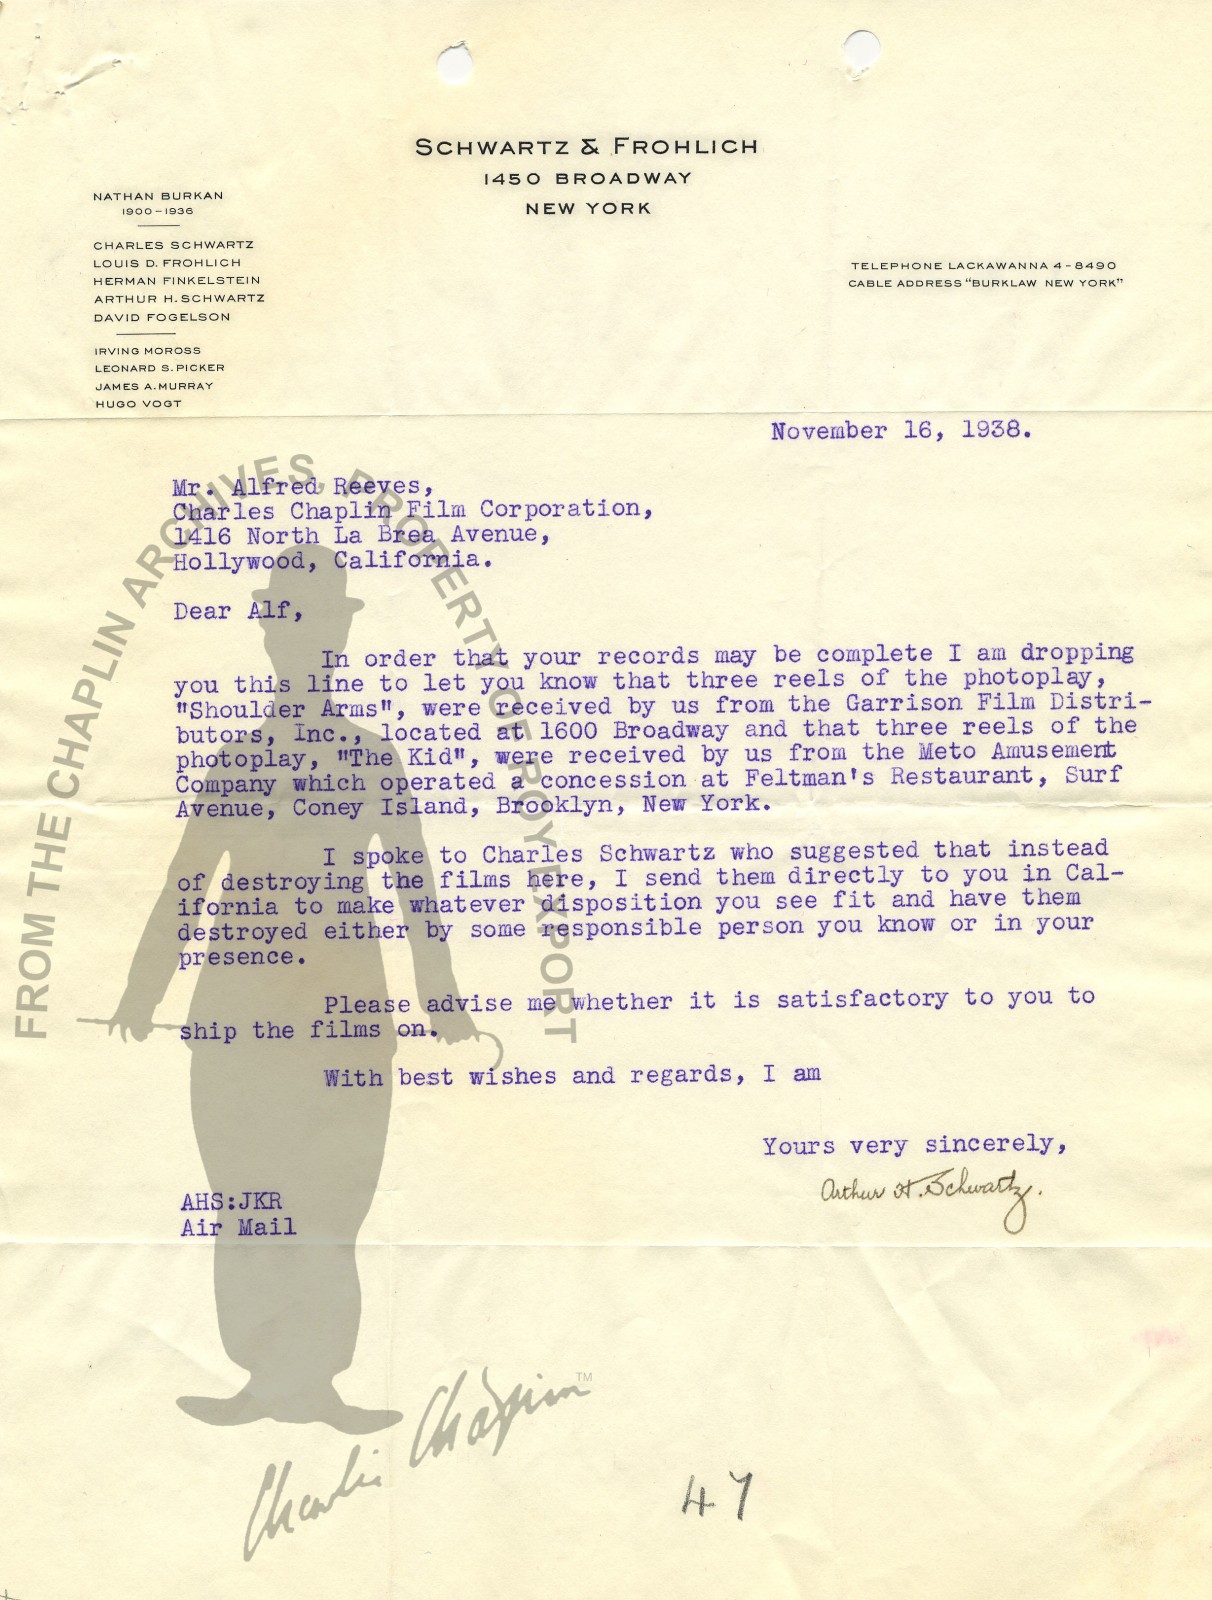 SCHWARTZ & FROHLICH
1450 BROADWAY
NEW YORK
NATHAN BURKAN
1900-1936
CHARLES SCHWARTZ
LOUIS D. FROHLICH
HERMAN FINKELSTEIN
ARTHUR H. SCHWARTZ
DAVID FOGELSON
IRVING MOROSS
LEONARD S. PICKER
JAMES A. MURRAY
HUGO VOGT
TELEPHONE LACKAWANNA 4-8490
CABLE ADDRESS "BURKLAW NEW YORK"
November 16, 1938.
Mr. Alfred Reeves,
Charles Chaplin Film Corporation,
1416 North La Brea Avenue,
Hollywood, California.
Dear Alf,
In order that your records may be complete I am dropping
you this line to let you know that three reels of the photoplay,
"Shoulder Arms", were received by us from the Garrison Film Distri-
butors, Inc., located at 1600 Broadway and that three reels of the
photoplay, "The Kid", were received by us from the Meto Amusement
Company which operated a concession at Feltman's Restaurant, Surf
Avenue, Coney Island, Brooklyn, New York.
I spoke to Charles Schwartz who suggested that instead
of destroying the films here, I send them directly to you in Cal-
ifornia to make whatever disposition you see fit and have them
destroyed either by some responsible person you know or in your
presence.
Please advise me whether it is satisfactory to you to
ship the films on.
With best wishes and regards, I am
Yours very sincerely,
Arthur H. Schwartz.
AHS:JKR
Air Mail
FROM THE CHAPLIN ARCHIVES, PROPERTY OF ROY EXPORT
Charlie Chaplin TM
47